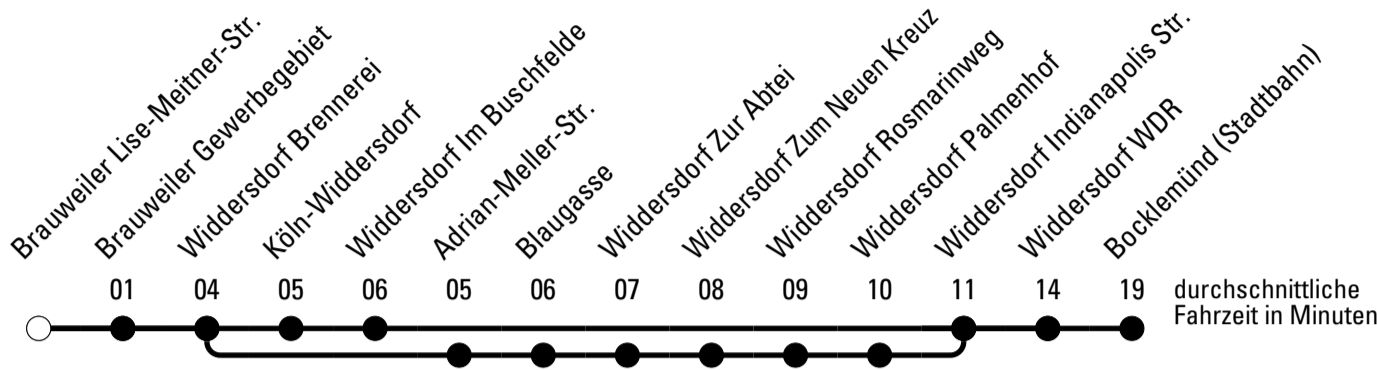 Brauweiler Lise-Meitner-Str.
Brauweiler Gewerbegebiet
Widdersdorf Brennerei
Köln-Widdersdorf
Widdersdorf Im Buschfelde
Adrian-Meller-Str.
Blaugasse
Widdersdorf Zur Abtei
Widdersdorf Zum Neuen Kreuz
Widdersdorf Rosmarinweg
Widdersdorf Palmenhof
Widdersdorf Indianapolis Str.
Widdersdorf WDR
Bocklemünd (Stadtbahn)
01 04 05 06 05 06 07 08 09 10 11 14 19 durchschnittliche
Fahrzeit in Minuten